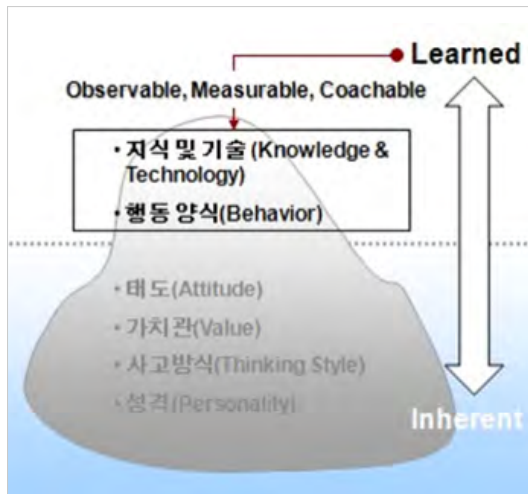 Learned
Observable, Measurable, Coachable
• 지식 및 기술 (Knowledge &
Technology)
• 행동 양식(Behavior)
• 태도(Attitude)
• 가치관(Value)
• 사고방식(Thinking Style)
• 성격(Personality)
Inherent